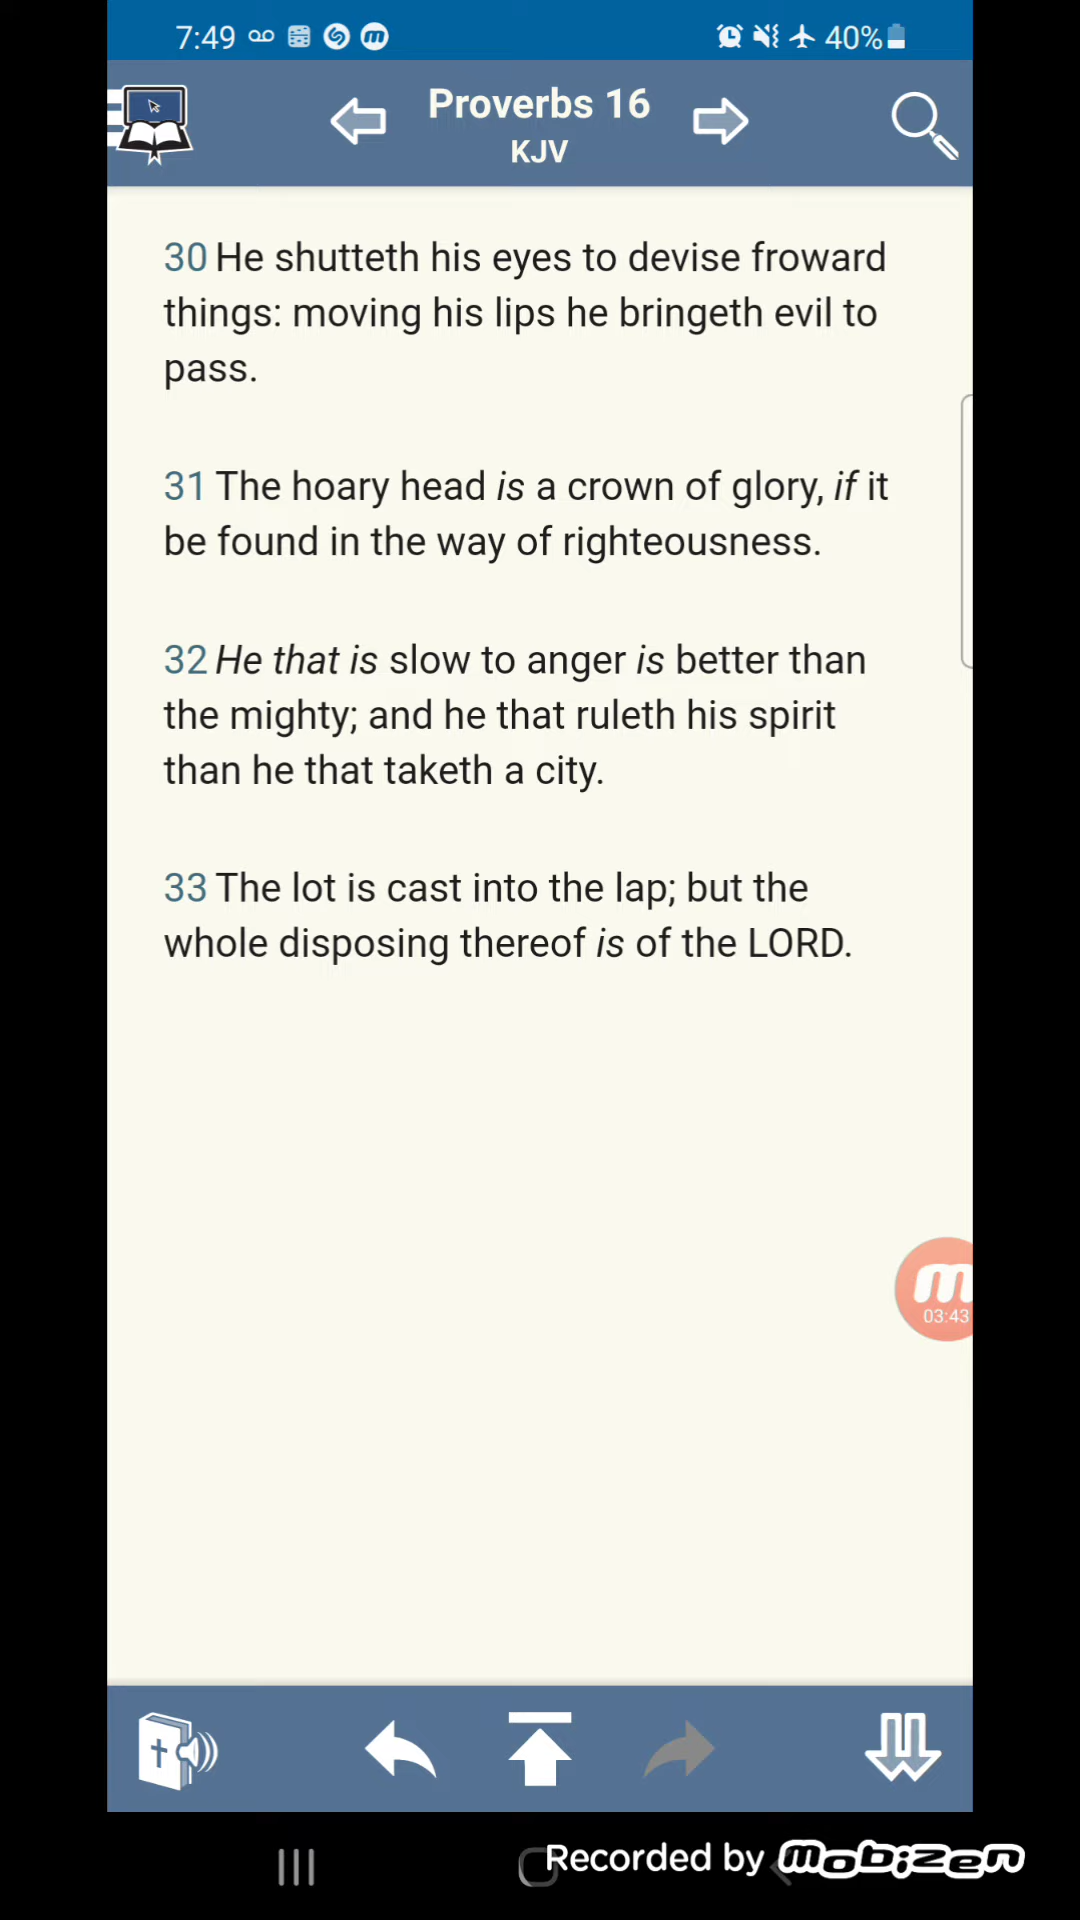 7:49
40%
Proverbs 16
KJV
30 He shutteth his eyes to devise froward
things: moving his lips he bringeth evil to
pass.
31 The hoary head is a crown of glory, if it
be found in the way of righteousness.
32 He that is slow to anger is better than
the mighty; and he that ruleth his spirit
than he that taketh a city.
33 The lot is cast into the lap; but the
whole disposing thereof is of the LORD.
m
03:43
Recorded by mobizen